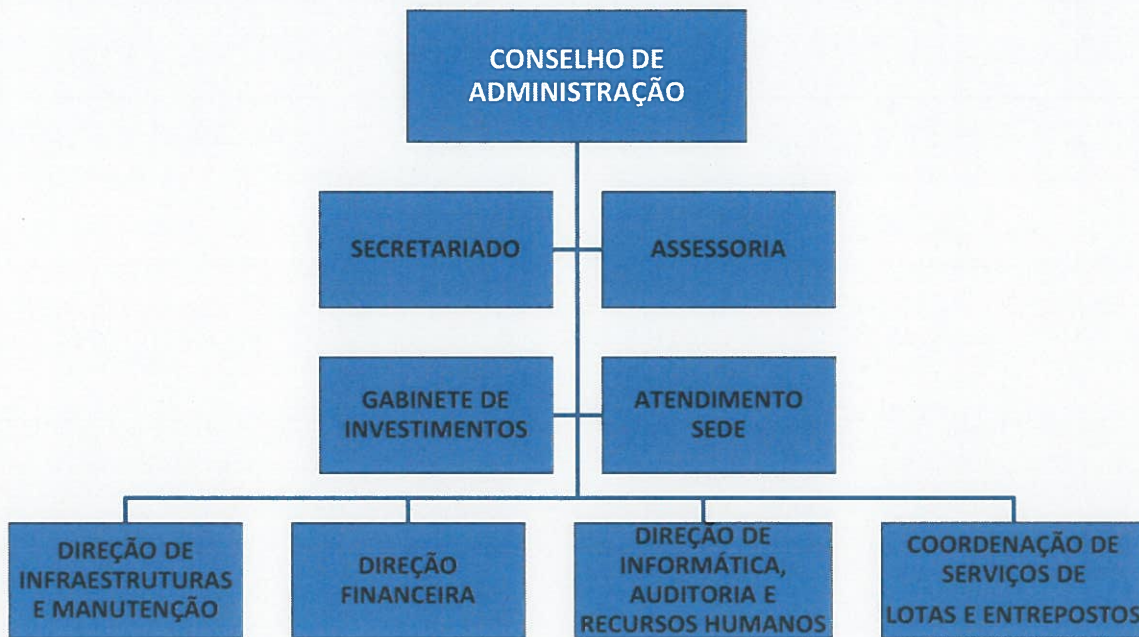 CONSELHO DE
ADMINISTRAÇÃO
SECRETARIADO
ASSESSORIA
GABINETE DE
INVESTIMENTOS
ATENDIMENTO
SEDE
DIREÇÃO DE
INFRAESTRUTURAS
E MANUTENÇÃO
DIREÇÃO
FINANCEIRA
DIREÇÃO DE
INFORMÁTICA,
AUDITORIA E
RECURSOS HUMANOS
COORDENAÇÃO DE
SERVIÇOS DE
LOTAS E ENTREPOSTOS